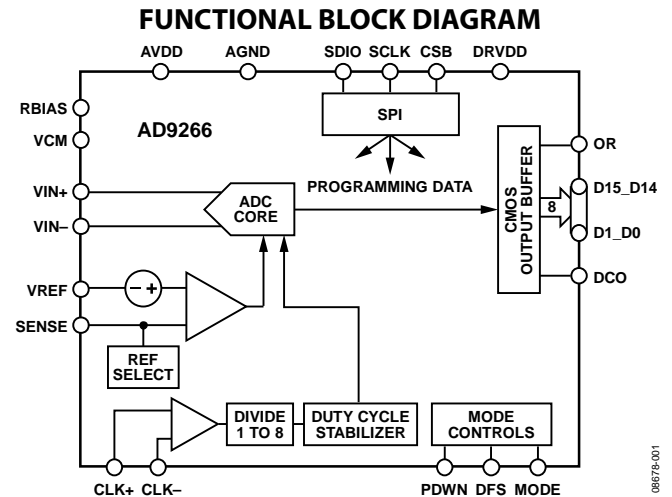 FUNCTIONAL BLOCK DIAGRAM
AVDD
AGND
SDIO SCLK CSB
DRVDD
RBIAS
VCM
AD9266
SPI
PROGRAMMING DATA
VIN+
VIN–
ADC
CORE
CMOS
OUTPUT BUFFER
8
OR
D15_D14
D1_D0
DCO
VREF
– +
SENSE
REF
SELECT
DIVIDE
1 TO 8
DUTY CYCLE
STABILIZER
MODE
CONTROLS
CLK+ CLK–
PDWN DFS MODE
08678-001